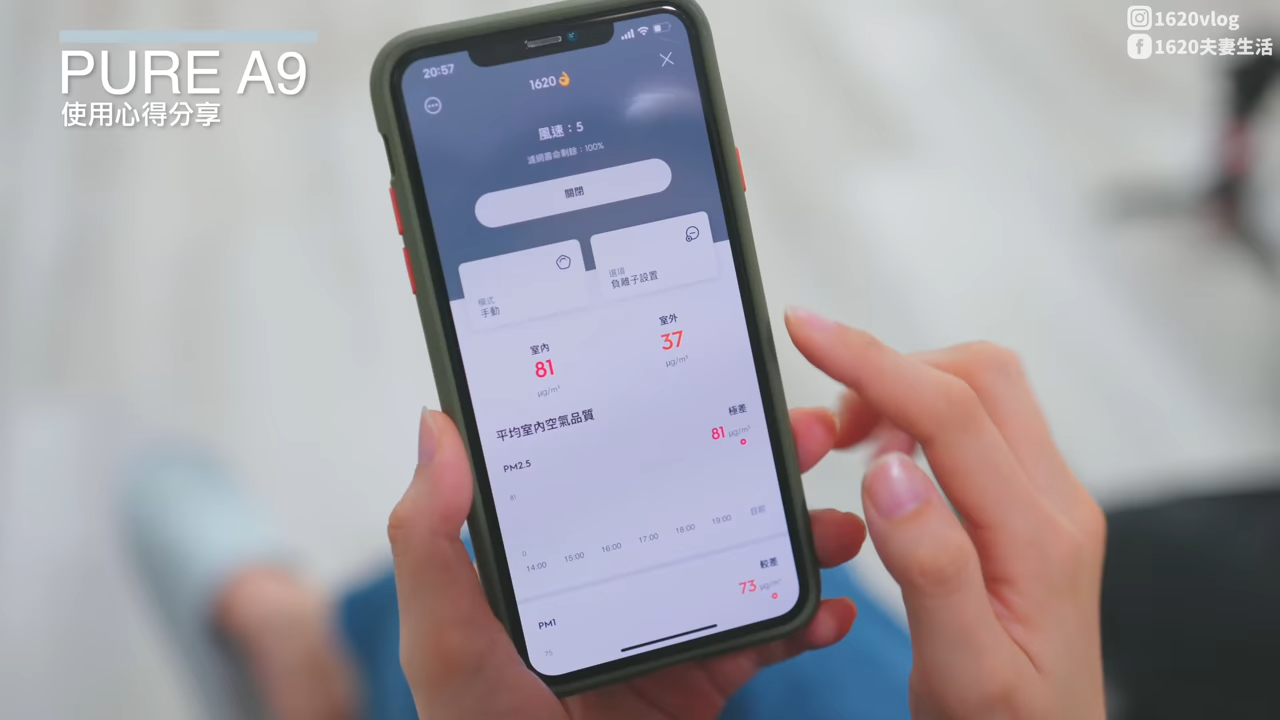 PURE A9
使用心得分享
1620vlog
1620夫妻生活
20:57
1620👌
風速：5
濾網壽命剩餘：100%
關閉
模式
手動
選項
負離子設置
室內
81
μg/m³
室外
37
μg/m³
平均室內空氣品質
極差
PM2.5
81 μg/m³
0
14:00 15:00 16:00 17:00 18:00 19:00 目前
較差
73 μg/m³
PM1
75